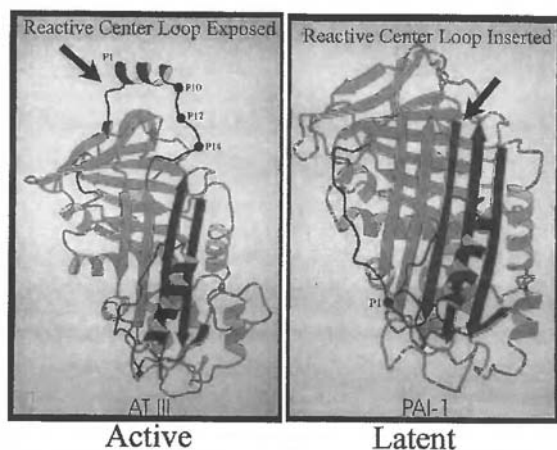 Reactive Center Loop Exposed
P1
P10
P12
P14
AT III
Active
Reactive Center Loop Inserted
P1
PAI-1
Latent